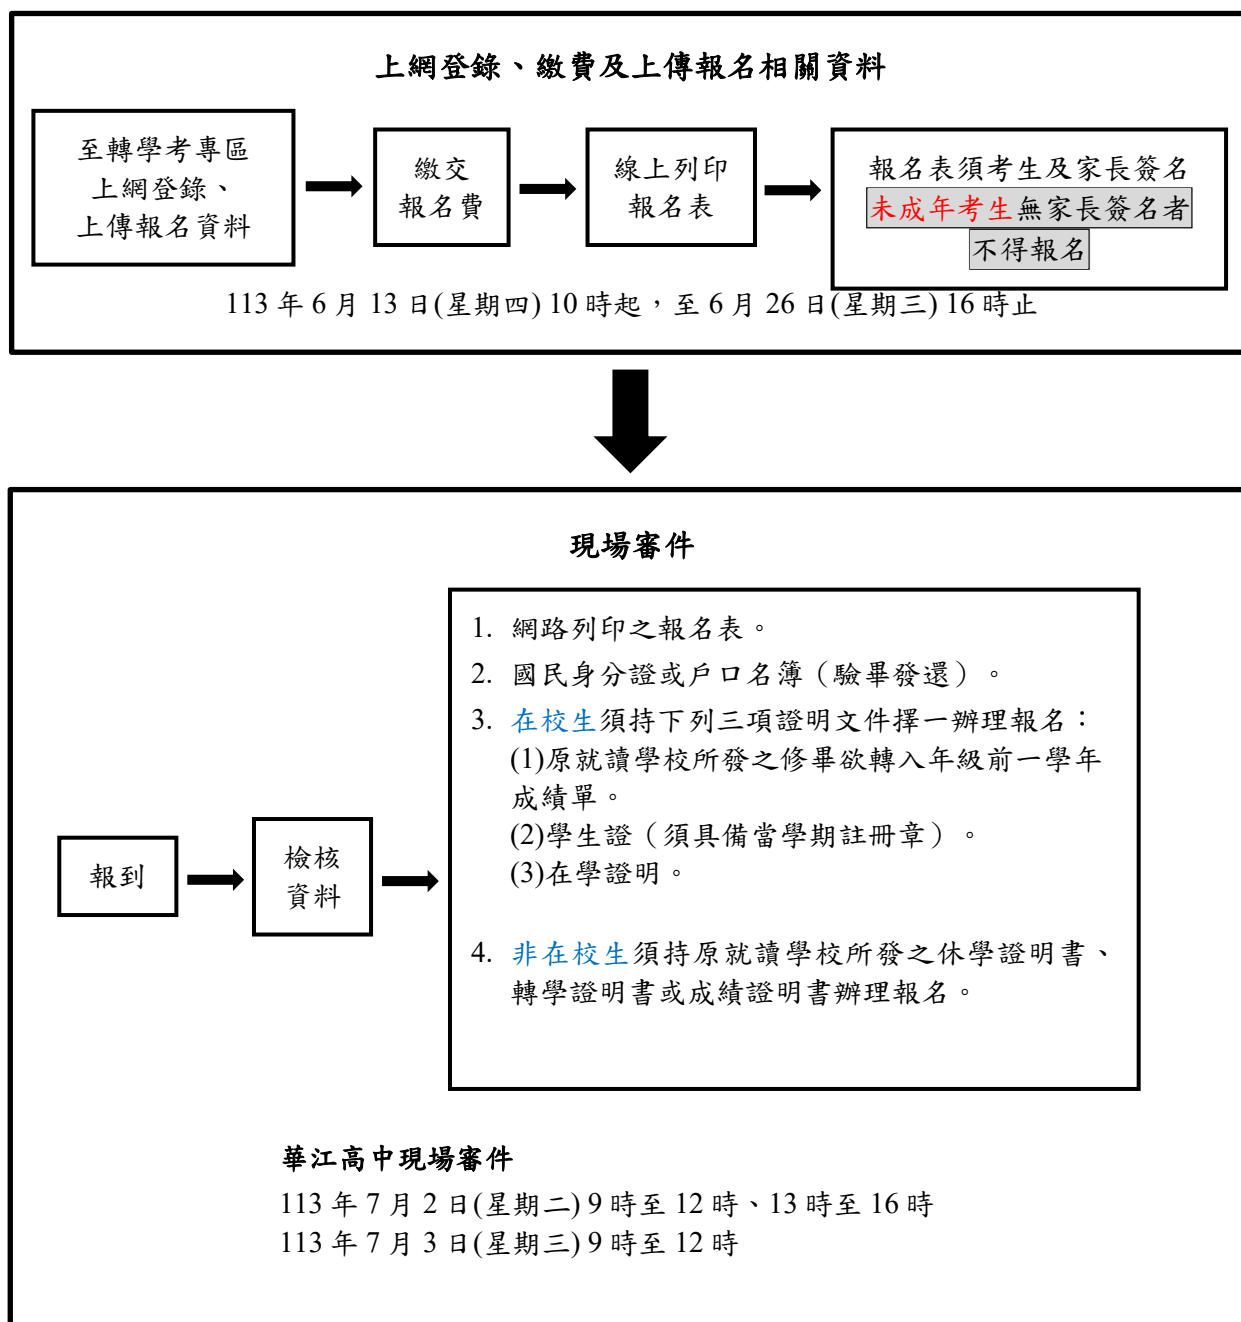 上網登錄、繳費及上傳報名相關資料
至轉學考專區
上網登錄、
上傳報名資料
繳交
報名費
線上列印
報名表
報名表須考生及家長簽名
未成年考生無家長簽名者
不得報名
113 年 6 月 13 日(星期四) 10 時起，至 6 月 26 日(星期三) 16 時止
現場審件
報到
檢核
資料
1. 網路列印之報名表。
2. 國民身分證或戶口名簿（驗畢發還）。
3. 在校生須持下列三項證明文件擇一辦理報名：
(1)原就讀學校所發之修畢欲轉入年級前一學年
成績單。
(2)學生證（須具備當學期註冊章）。
(3)在學證明。
4. 非在校生須持原就讀學校所發之休學證明書、
轉學證明書或成績證明書辦理報名。
華江高中現場審件
113 年 7 月 2 日(星期二) 9 時至 12 時、13 時至 16 時
113 年 7 月 3 日(星期三) 9 時至 12 時